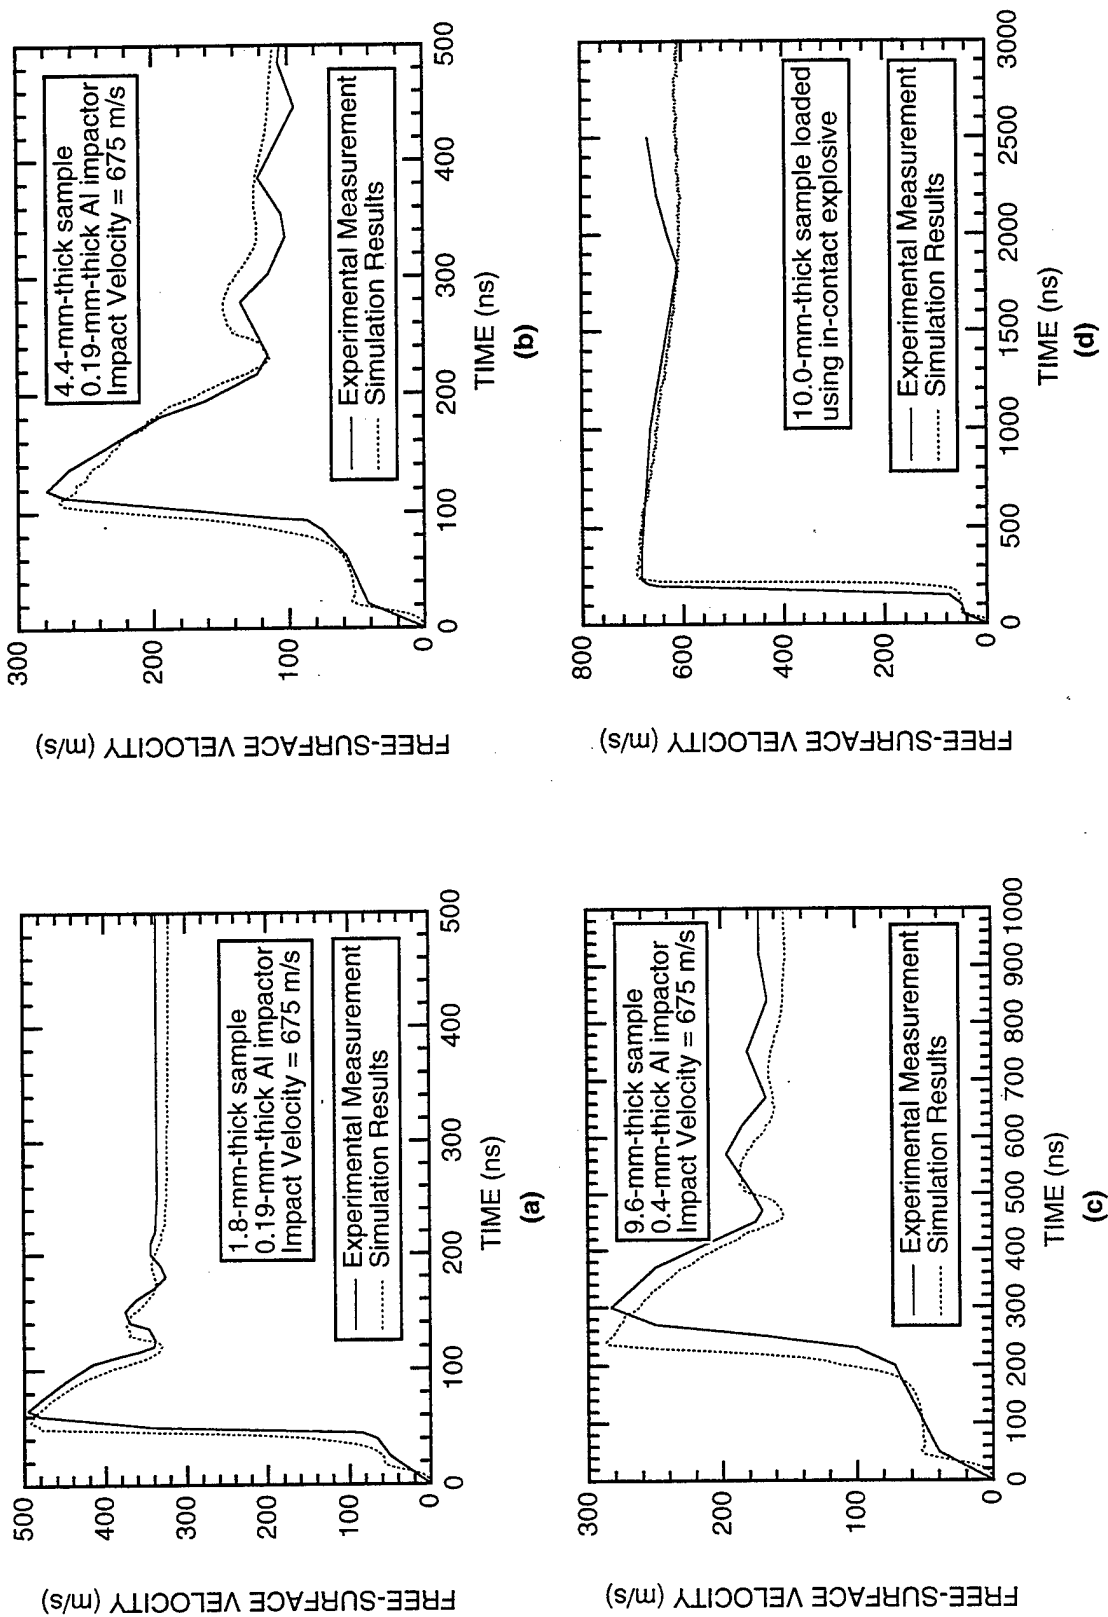 FREE-SURFACE VELOCITY (m/s)
500
400
300
200
100
0
1.8-mm-thick sample
0.19-mm-thick Al impactor
Impact Velocity = 675 m/s
Experimental Measurement
Simulation Results
0 100 200 300 400 500
TIME (ns)
(a)
FREE-SURFACE VELOCITY (m/s)
300
200
100
0
4.4-mm-thick sample
0.19-mm-thick Al impactor
Impact Velocity = 675 m/s
Experimental Measurement
Simulation Results
0 100 200 300 400 500
TIME (ns)
(b)
FREE-SURFACE VELOCITY (m/s)
300
200
100
0
9.6-mm-thick sample
0.4-mm-thick Al impactor
Impact Velocity = 675 m/s
Experimental Measurement
Simulation Results
0 100 200 300 400 500 600 700 800 900 1000
TIME (ns)
(c)
FREE-SURFACE VELOCITY (m/s)
800
600
400
200
0
10.0-mm-thick sample loaded
using in-contact explosive
Experimental Measurement
Simulation Results
0 500 1000 1500 2000 2500 3000
TIME (ns)
(d)